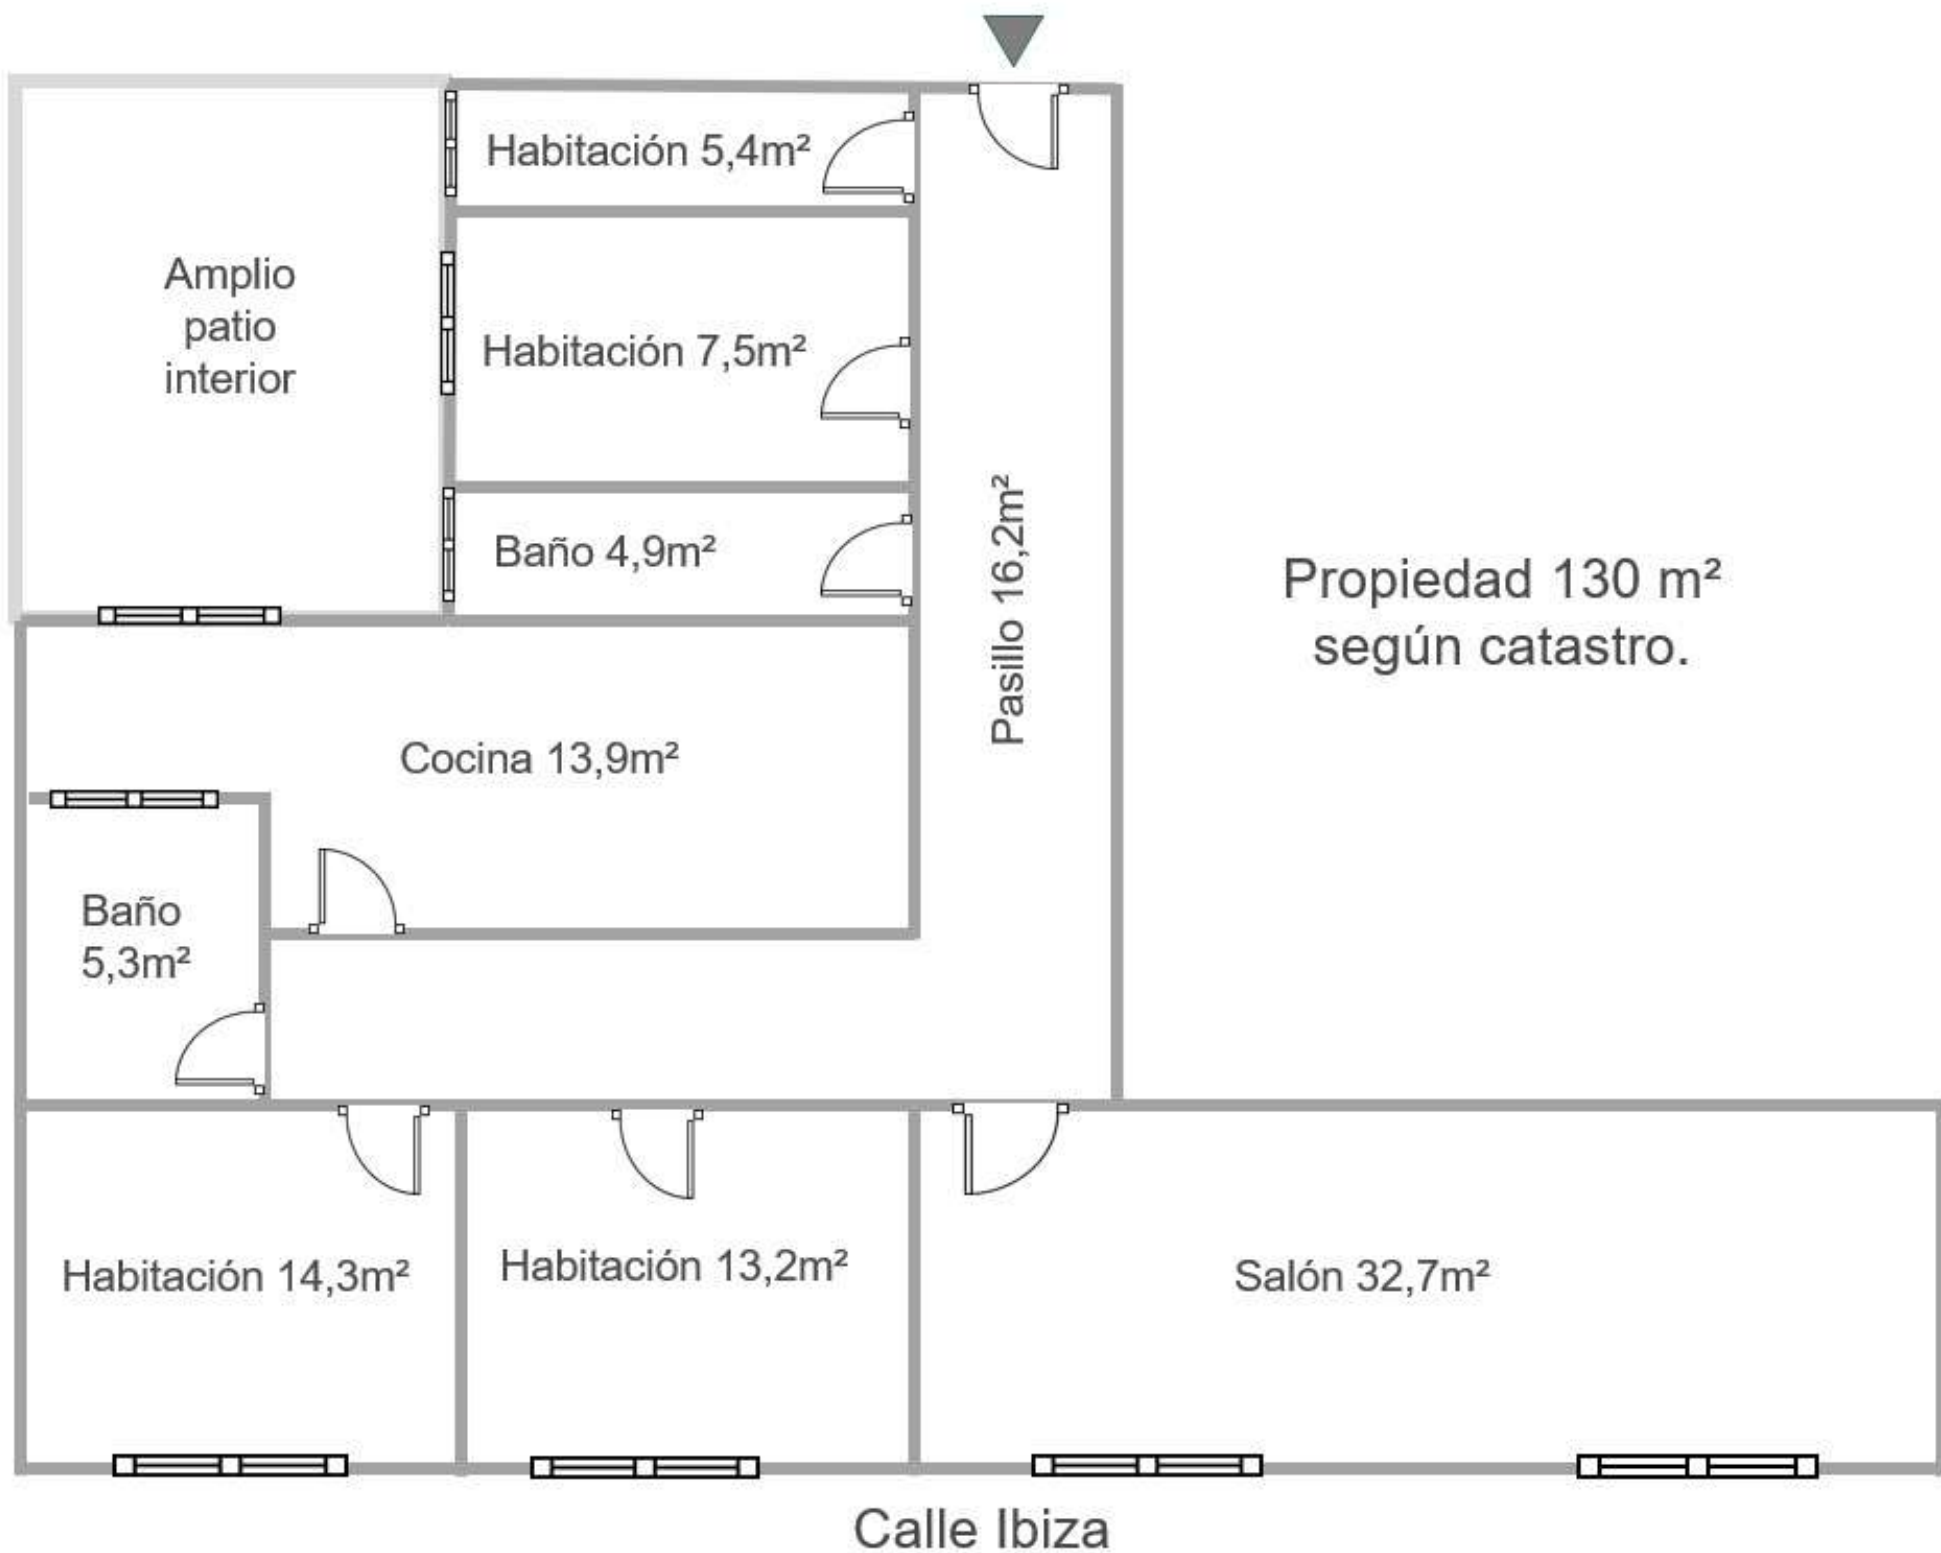 Habitación 5,4m²
Amplio
patio
interior
Habitación 7,5m²
Baño 4,9m²
Pasillo 16,2m²
Propiedad 130 m²
según catastro.
Cocina 13,9m²
Baño
5,3m²
Habitación 14,3m²
Habitación 13,2m²
Salón 32,7m²
Calle Ibiza